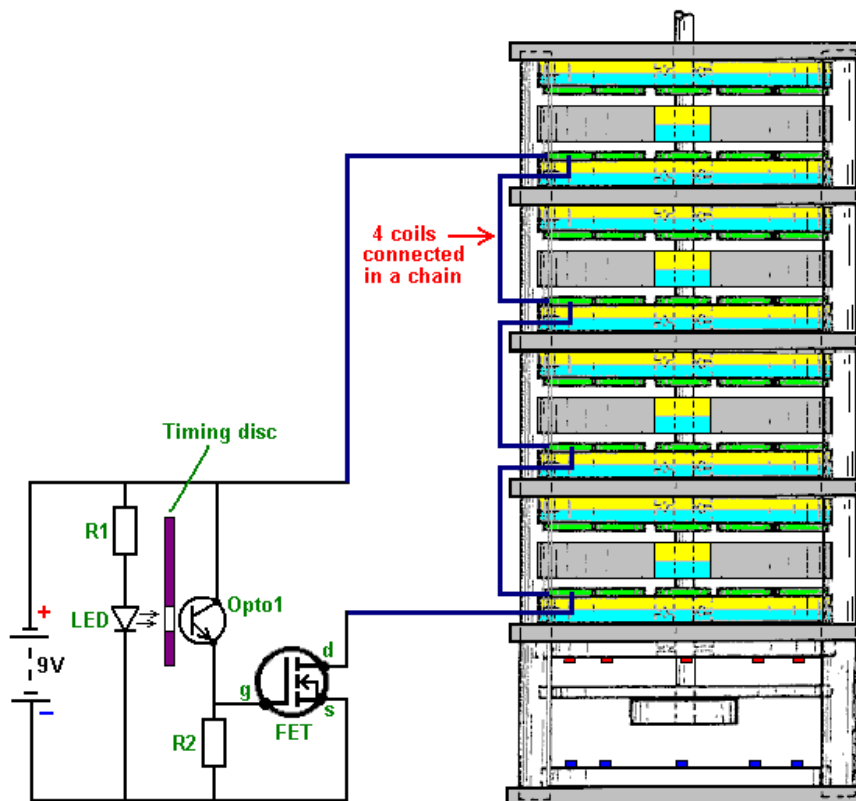 4 coils
connected
in a chain
Timing disc
R1
LED
Opto1
+
9V
−
d
g
s
FET
R2